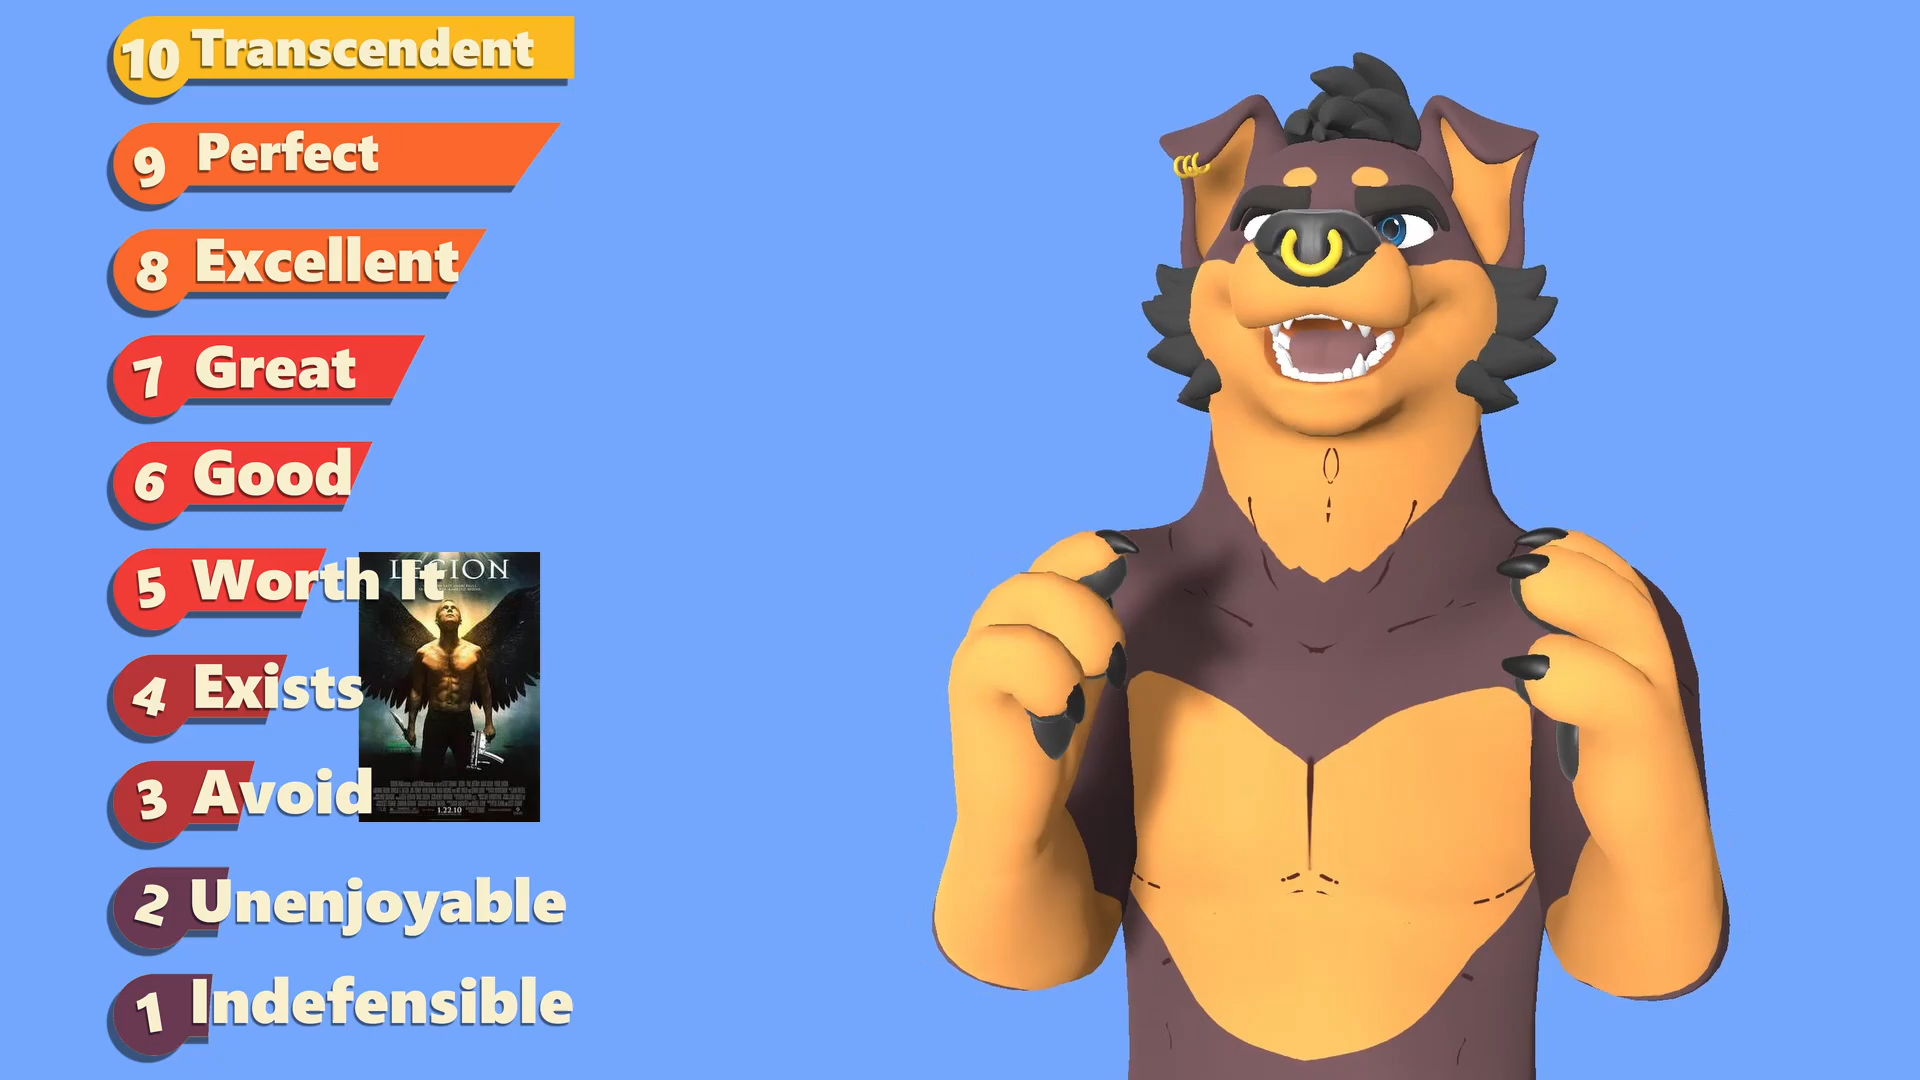 10 Transcendent
9 Perfect
8 Excellent
7 Great
6 Good
5 Worth It
LEGION
4 Exists
3 Avoid
1.22.10
2 Unenjoyable
1 Indefensible